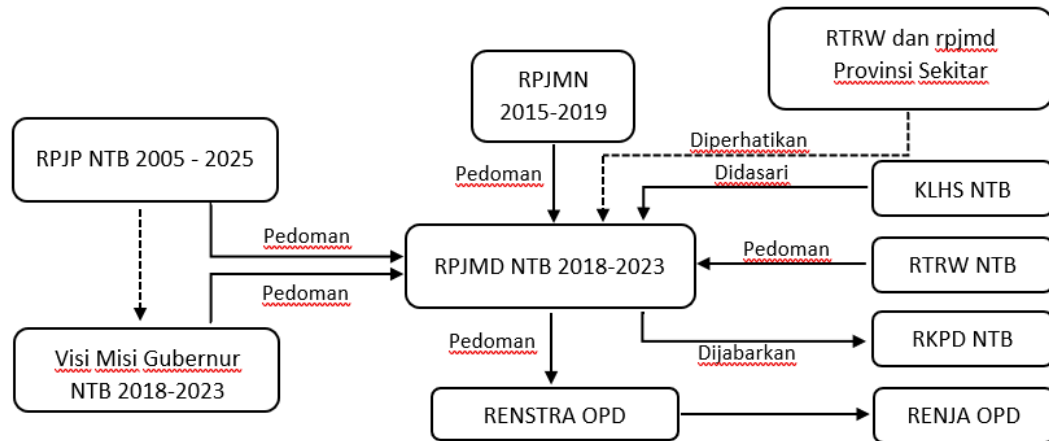 RTRW dan rpjmd
Provinsi Sekitar
RPJMN
2015-2019
RPJP NTB 2005 - 2025
Diperhatikan
Pedoman
Didasari
KLHS NTB
Pedoman
RPJMD NTB 2018-2023
Pedoman
RTRW NTB
Pedoman
Visi Misi Gubernur
NTB 2018-2023
Pedoman
Dijabarkan
RKPD NTB
RENSTRA OPD
RENJA OPD